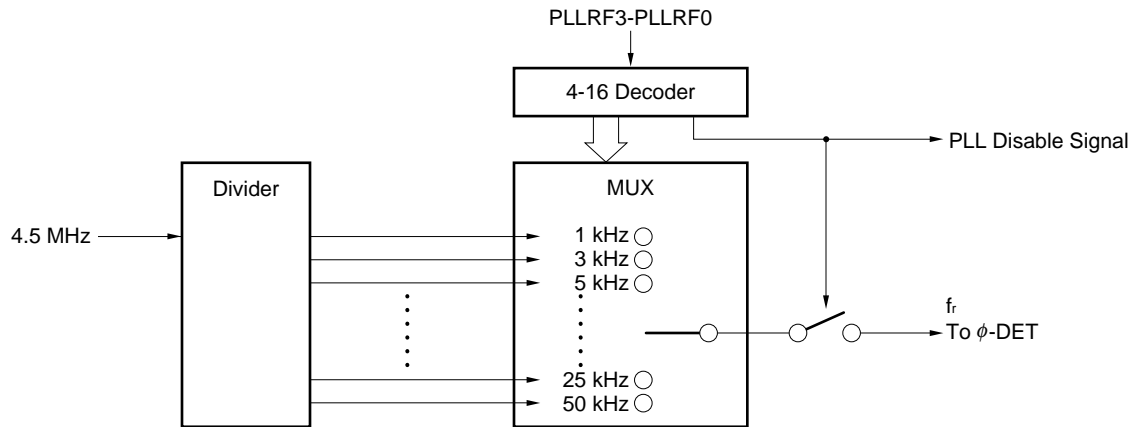 PLLRF3-PLLRF0
4-16 Decoder
PLL Disable Signal
Divider
MUX
4.5 MHz
1 kHz
3 kHz
5 kHz
25 kHz
50 kHz
fr
To ϕ-DET